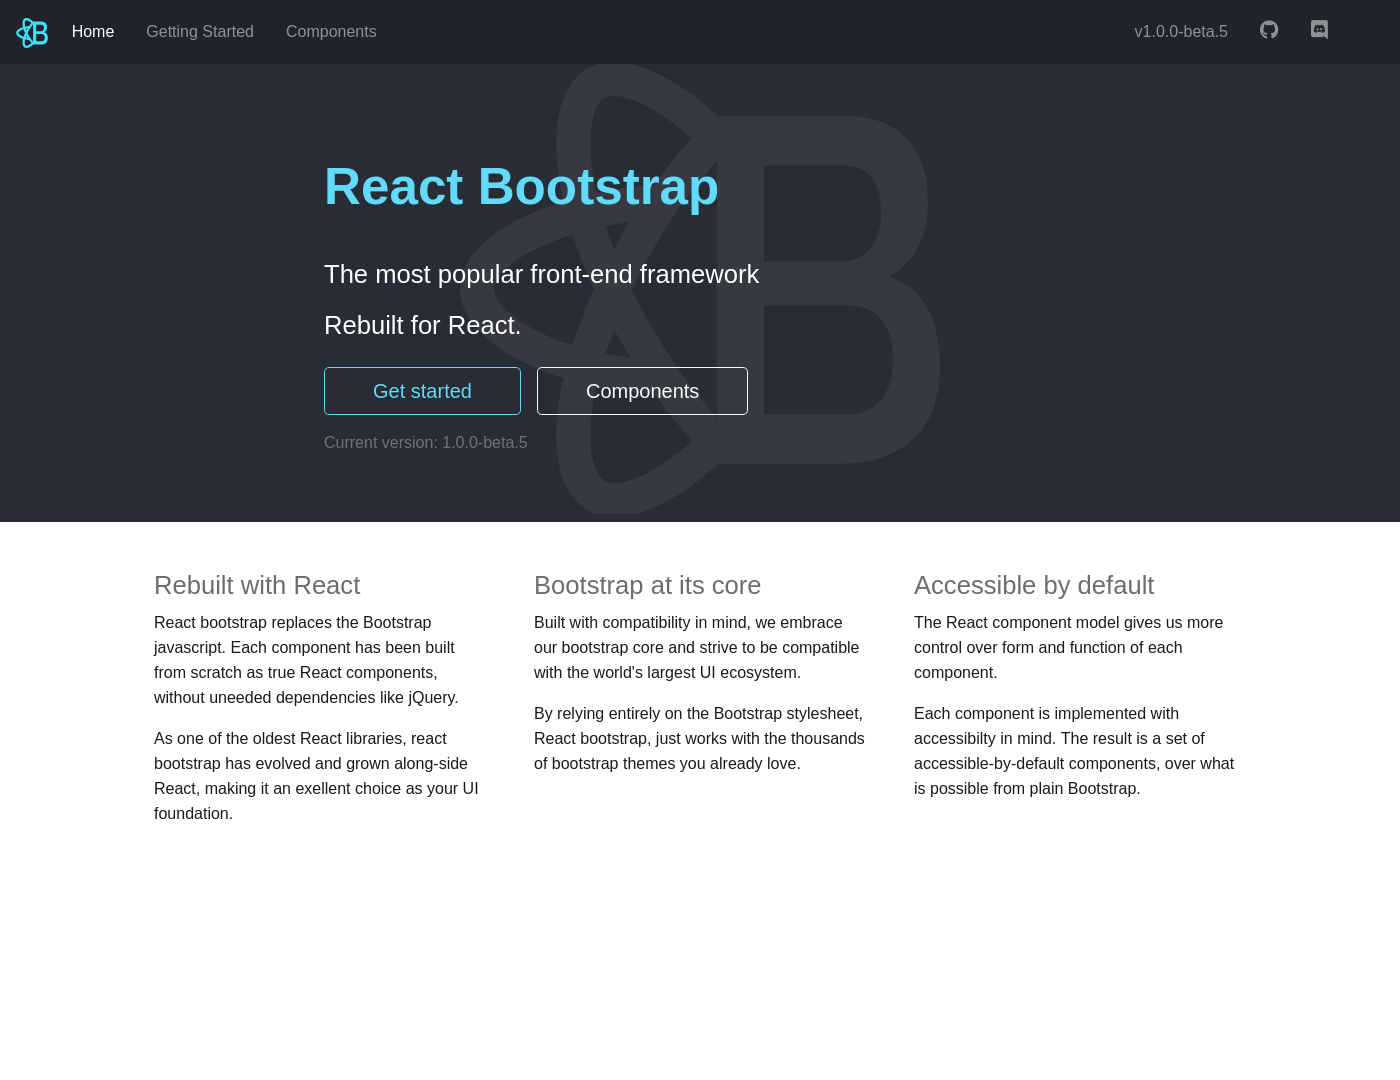 Home Getting Started Components v1.0.0-beta.5
React Bootstrap
The most popular front-end framework
Rebuilt for React.
Get started Components
Current version: 1.0.0-beta.5
Rebuilt with React
React bootstrap replaces the Bootstrap
javascript. Each component has been built
from scratch as true React components,
without uneeded dependencies like jQuery.
As one of the oldest React libraries, react
bootstrap has evolved and grown along-side
React, making it an exellent choice as your UI
foundation.
Bootstrap at its core
Built with compatibility in mind, we embrace
our bootstrap core and strive to be compatible
with the world's largest UI ecosystem.
By relying entirely on the Bootstrap stylesheet,
React bootstrap, just works with the thousands
of bootstrap themes you already love.
Accessible by default
The React component model gives us more
control over form and function of each
component.
Each component is implemented with
accessibilty in mind. The result is a set of
accessible-by-default components, over what
is possible from plain Bootstrap.